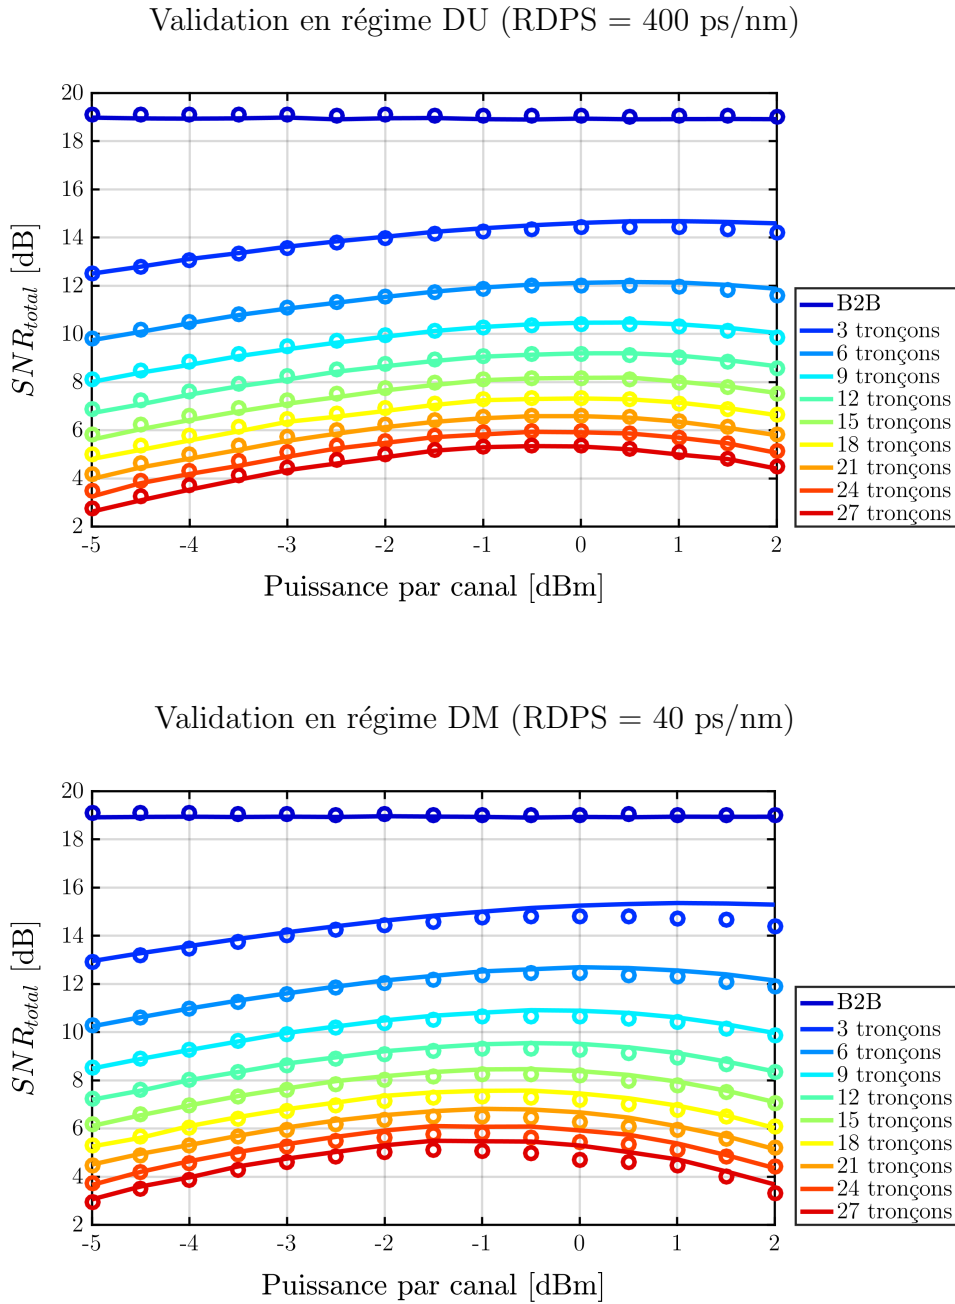 Validation en régime DU (RDPS = 400 ps/nm)
20
18
16
14
12
10
8
6
4
2
SNR_total [dB]
-5 -4 -3 -2 -1 0 1 2
Puissance par canal [dBm]
B2B
3 tronçons
6 tronçons
9 tronçons
12 tronçons
15 tronçons
18 tronçons
21 tronçons
24 tronçons
27 tronçons
Validation en régime DM (RDPS = 40 ps/nm)
20
18
16
14
12
10
8
6
4
2
SNR_total [dB]
-5 -4 -3 -2 -1 0 1 2
Puissance par canal [dBm]
B2B
3 tronçons
6 tronçons
9 tronçons
12 tronçons
15 tronçons
18 tronçons
21 tronçons
24 tronçons
27 tronçons